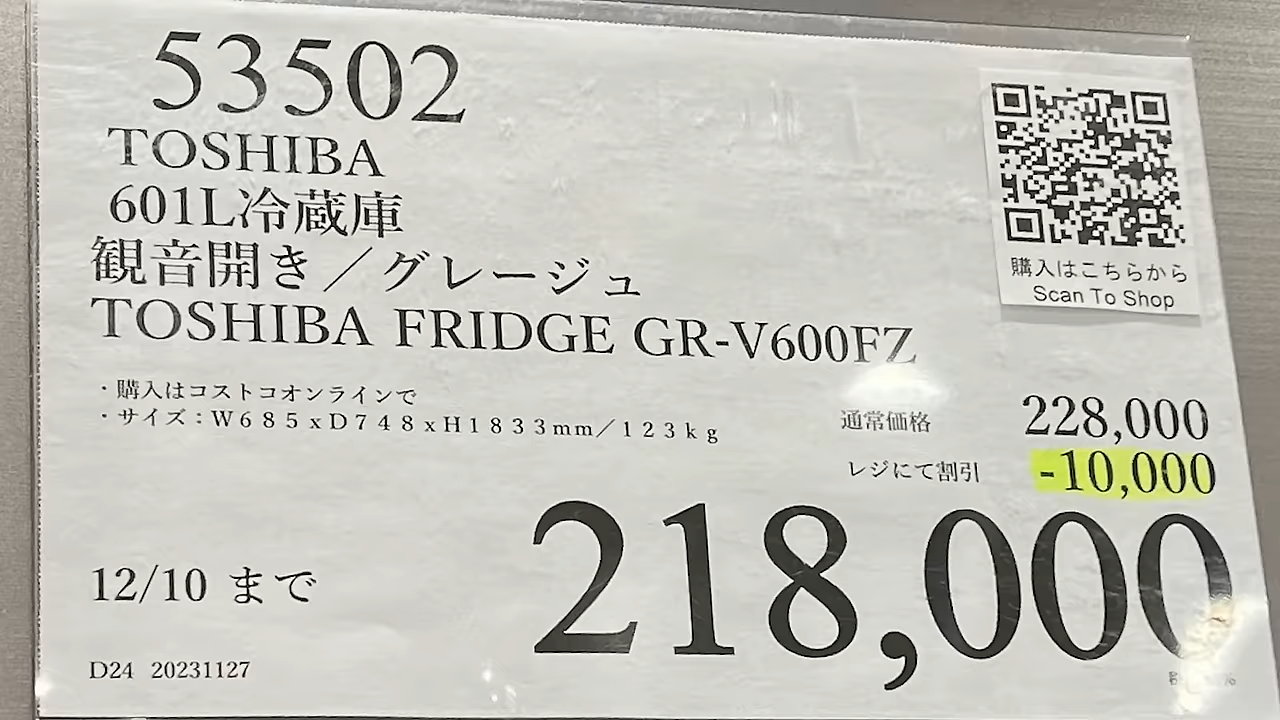 53502
TOSHIBA
601L冷蔵庫
観音開き／グレージュ
TOSHIBA FRIDGE GR-V600FZ
購入はこちらから
Scan To Shop
・購入はコストコオンラインで
・サイズ：Ｗ６８５ｘＤ７４８ｘＨ１８３３mm／１２３ｋｇ
通常価格 228,000
レジにて割引 -10,000
218,000
12/10 まで
D24 20231127